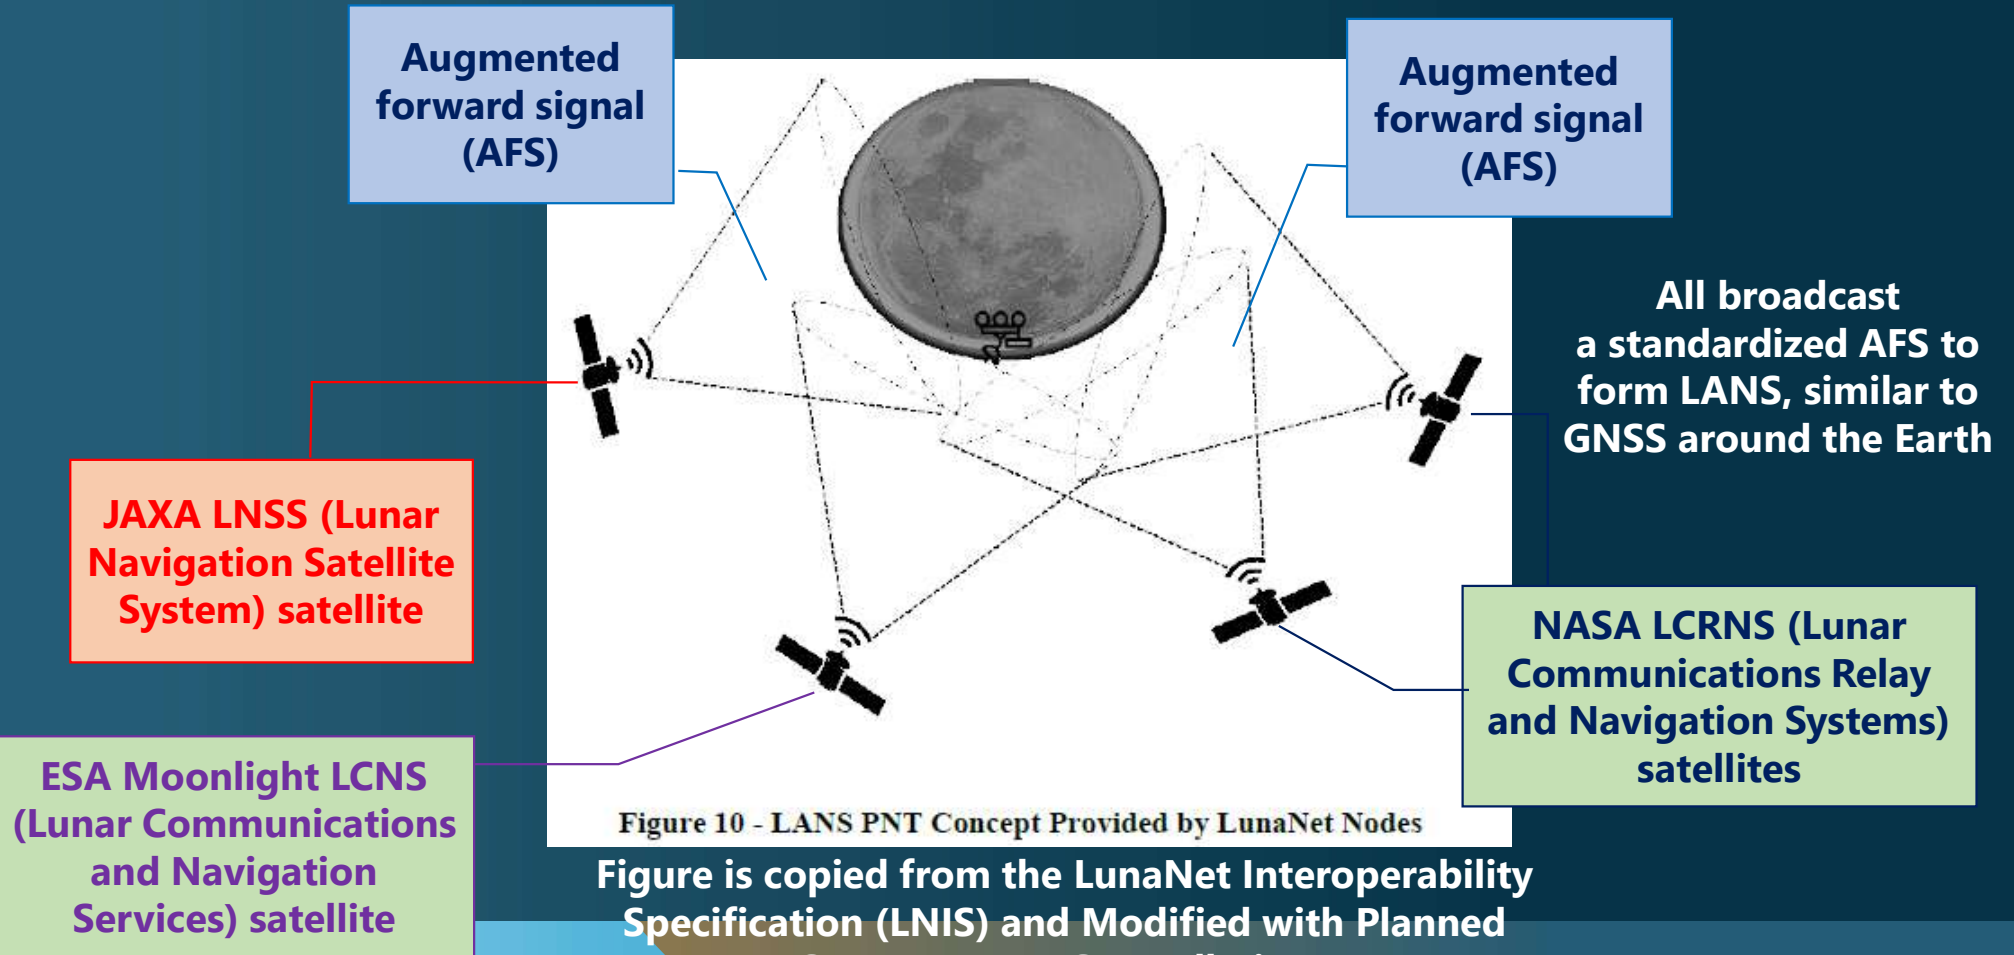 Augmented
forward signal
(AFS)
Augmented
forward signal
(AFS)
All broadcast
a standardized AFS to
form LANS, similar to
GNSS around the Earth
JAXA LNSS (Lunar
Navigation Satellite
System) satellite
NASA LCRNS (Lunar
Communications Relay
and Navigation Systems)
satellites
ESA Moonlight LCNS
(Lunar Communications
and Navigation
Services) satellite
Figure 10 - LANS PNT Concept Provided by LunaNet Nodes
Figure is copied from the LunaNet Interoperability
Specification (LNIS) and Modified with Planned